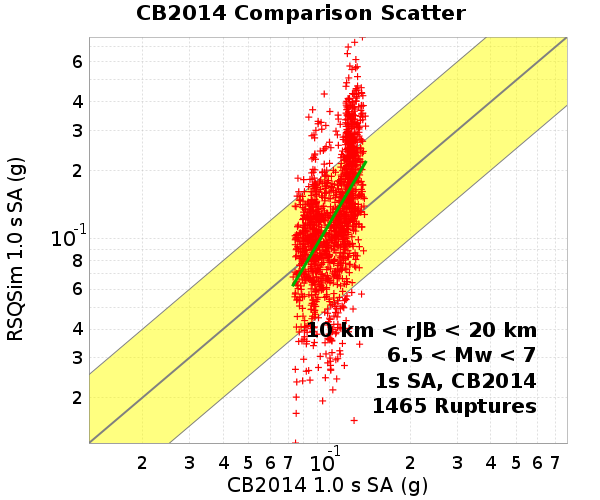 CB2014 Comparison Scatter
6
4
3
2
10-1
8
6
4
3
2
RSQSim 1.0 s SA (g)
10 km < rJB < 20 km
6.5 < Mw < 7
1s SA, CB2014
1465 Ruptures
2 3 4 5 6 7 10-1 2 3 4 5 6 7
CB2014 1.0 s SA (g)